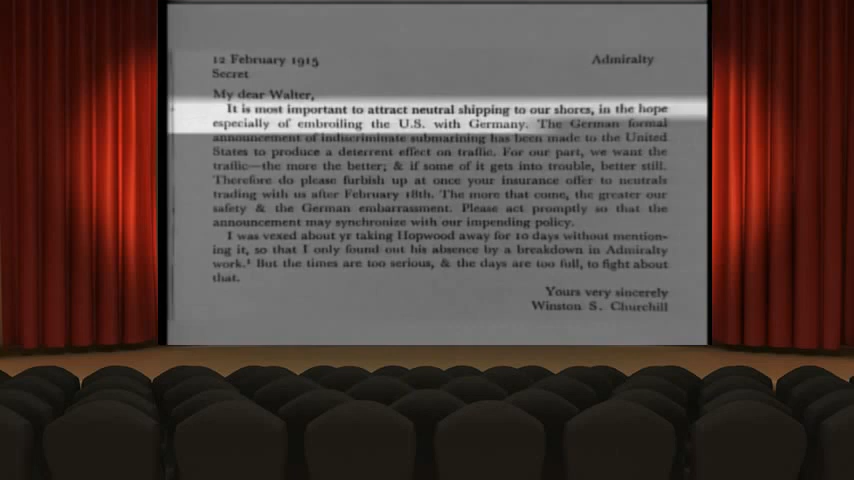 12 February 1915 Admiralty
Secret
My dear Walter,
It is most important to attract neutral shipping to our shores, in the hope
especially of embroiling the U.S. with Germany. The German formal
announcement of indiscriminate submarining has been made to the United
States to produce a deterrent effect on traffic. For our part, we want the
traffic—the more the better; & if some of it gets into trouble, better still.
Therefore do please furbish up at once your insurance offer to neutrals
trading with us after February 18th. The more that come, the greater our
safety & the German embarrassment. Please act promptly so that the
announcement may synchronize with our impending policy.
I was vexed about yr taking Hopwood away for 10 days without mention-
ing it, so that I only found out his absence by a breakdown in Admiralty
work.¹ But the times are too serious, & the days are too full, to fight about
that.
Yours very sincerely
Winston S. Churchill